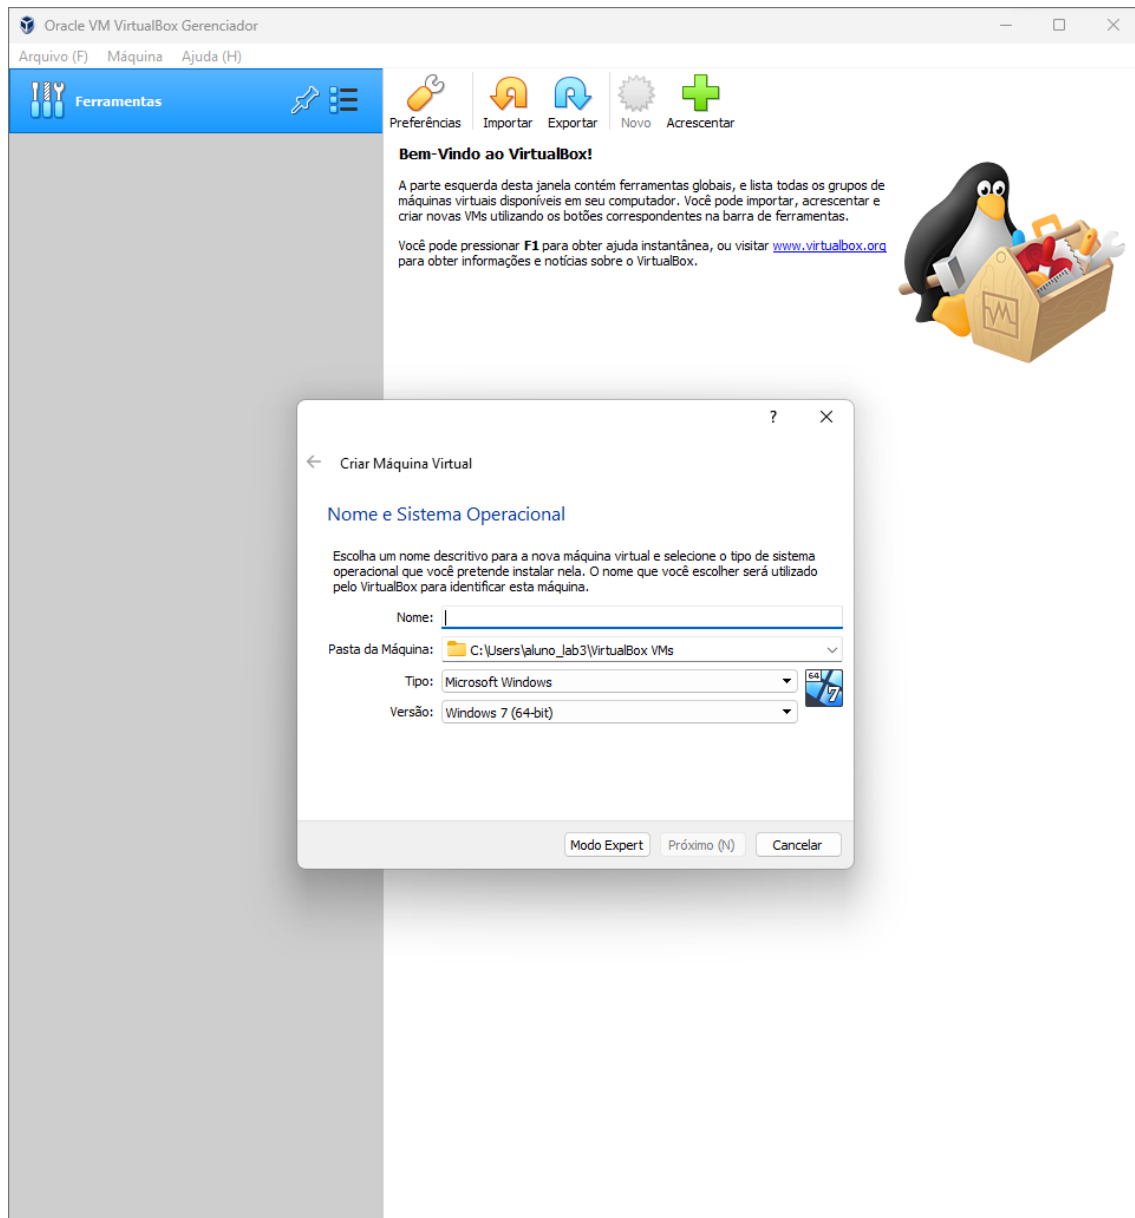 Oracle VM VirtualBox Gerenciador
Arquivo (F) Máquina Ajuda (H)
Ferramentas
Preferências Importar Exportar Novo Acrescentar
Bem-Vindo ao VirtualBox!
A parte esquerda desta janela contém ferramentas globais, e lista todas os grupos de
máquinas virtuais disponíveis em seu computador. Você pode importar, acrescentar e
criar novas VMs utilizando os botões correspondentes na barra de ferramentas.
Você pode pressionar F1 para obter ajuda instantânea, ou visitar www.virtualbox.org
para obter informações e notícias sobre o VirtualBox.
?
Criar Máquina Virtual
Nome e Sistema Operacional
Escolha um nome descritivo para a nova máquina virtual e selecione o tipo de sistema
operacional que você pretende instalar nela. O nome que você escolher será utilizado
pelo VirtualBox para identificar esta máquina.
Nome:
Pasta da Máquina: C:\Users\aluno_lab3\VirtualBox VMs
Tipo: Microsoft Windows
64
7
Versão: Windows 7 (64-bit)
Modo Expert Próximo (N) Cancelar